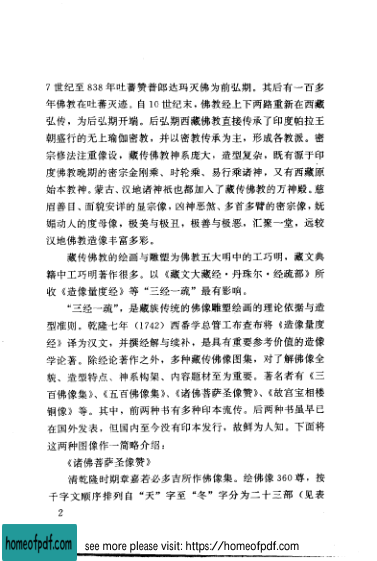 7世纪至838年吐蕃赞普郎达玛灭佛为前弘期。其后有一百多
年佛教在吐蕃灭迹。自10世纪末，佛教经上下两路重新在西藏
弘传，为后弘期开端。后弘期西藏佛教直接传承了印度帕拉王
朝盛行的无上瑜伽密教，并以密教传承为主，形成各教派。密
宗修法注重像设，藏传佛教神系庞大，造型复杂，既有源于印
度佛教晚期的密宗金刚乘、时轮乘、易行乘诸神，又有西藏原
始本教神。蒙古、汉地诸神祇也都加入了藏传佛教的万神殿。慈
眉善目、面貌安详的显宗像，凶神恶煞、多首多臂的密宗像，妩
媚动人的度母像，极美与极丑，极善与极恶，汇聚一堂，远较
汉地佛教造像丰富多彩。
藏传佛教的绘画与雕塑为佛教五大明中的工巧明，藏文典
籍中工巧明著作很多。以《藏文大藏经·丹珠尔·经疏部》所
收《造像量度经》等“三经一疏”最有影响。
“三经一疏”，是藏族传统的佛像雕塑绘画的理论依据与造
型准则。乾隆七年（1742）西番学总管工布查布将《造像量度
经》译为汉文，并撰经解与续补，是具有重要参考价值的造像
学论著。除经论著作之外，多种藏传佛像图集，对了解佛像全
貌、造型特点、神系构架、内容题材至为重要。著名者有《三
百佛像集》、《五百佛像集》、《诸佛菩萨圣像赞》、《故宫宝相楼
铜像》等。其中，前两种书有多种印本流传。后两种书虽早已
在国外发表，但国内至今没有印本发行，故鲜为人知。下面将
这两种图像作一简略介绍：
《诸佛菩萨圣像赞》
清乾隆时期章嘉若必多吉所作佛像集。绘佛像360尊，按
千字文顺序排列自“天”字至“冬”字分为二十三部（见表
2
homeofpdf.com
see more please visit: https://homeofpdf.com